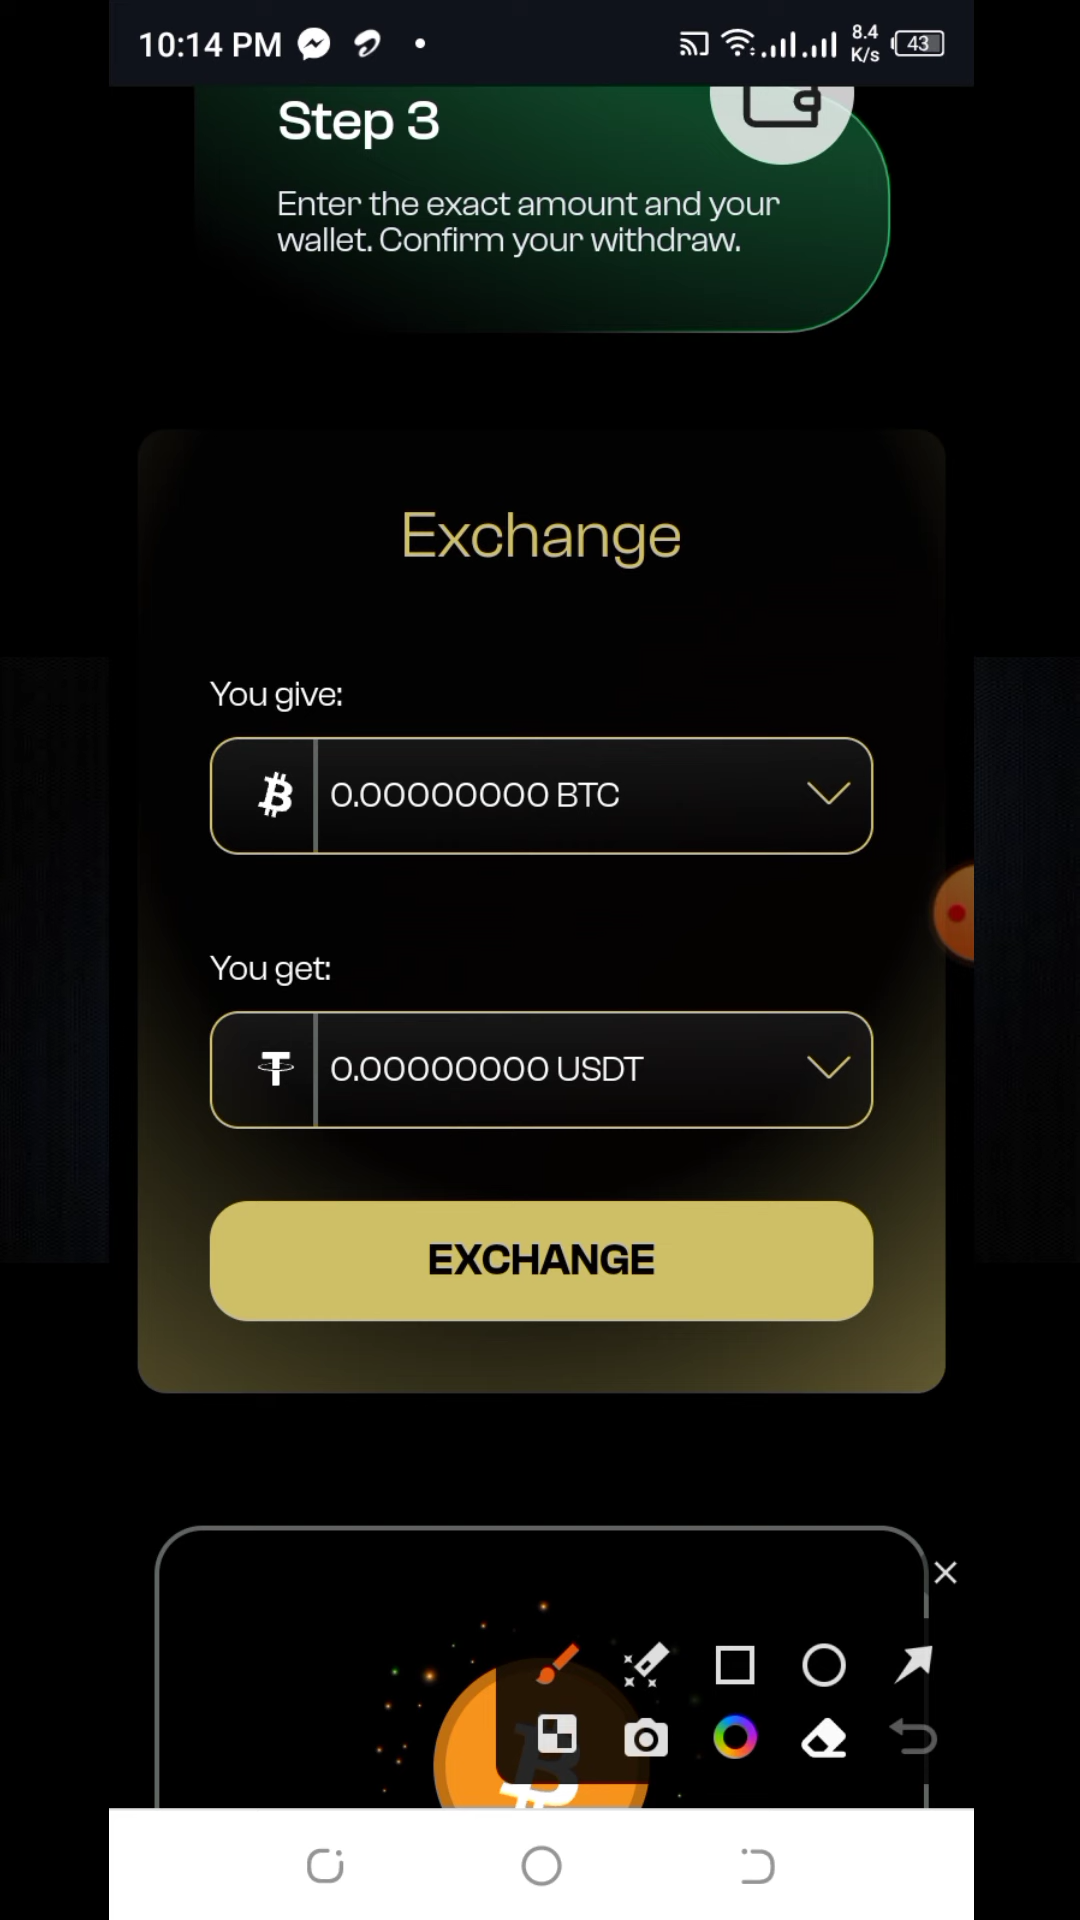 10:14 PM
8.4
K/s
43
Step 3
Enter the exact amount and your
wallet. Confirm your withdraw.
Exchange
You give:
0.00000000 BTC
You get:
0.00000000 USDT
EXCHANGE